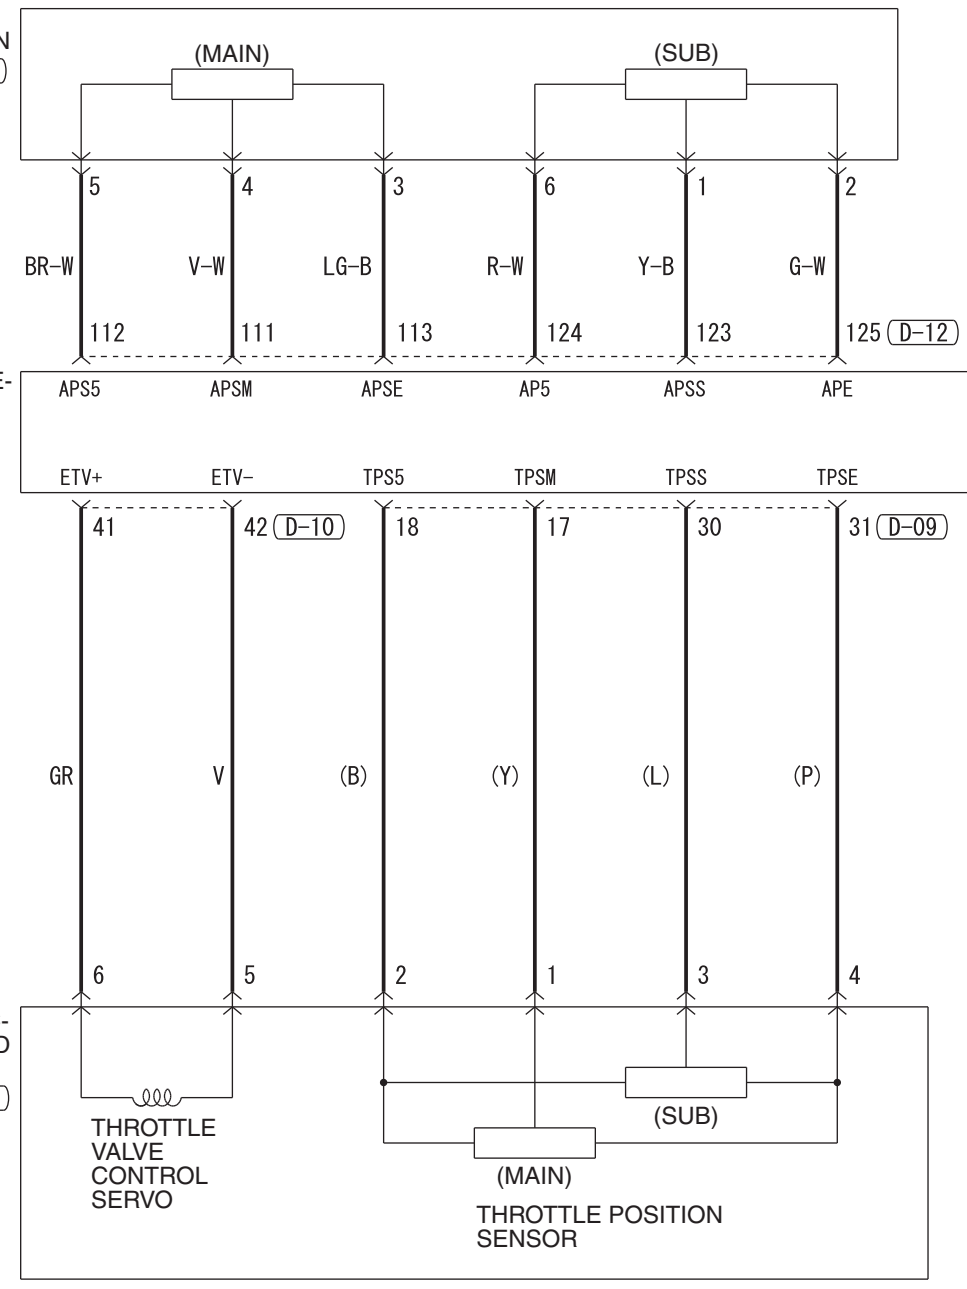 N
(MAIN) (SUB)
5 4 3 6 1 2
BR-W V-W LG-B R-W Y-B G-W
112 111 113 124 123 125 D-12
E-
APS5 APSM APSE AP5 APSS APE
ETV+ ETV- TPS5 TPSM TPSS TPSE
41 42 D-10 18 17 30 31 D-09
GR V (B) (Y) (L) (P)
6 5 2 1 3 4
-
D
(SUB)
THROTTLE
VALVE
CONTROL
SERVO
(MAIN)
THROTTLE POSITION
SENSOR